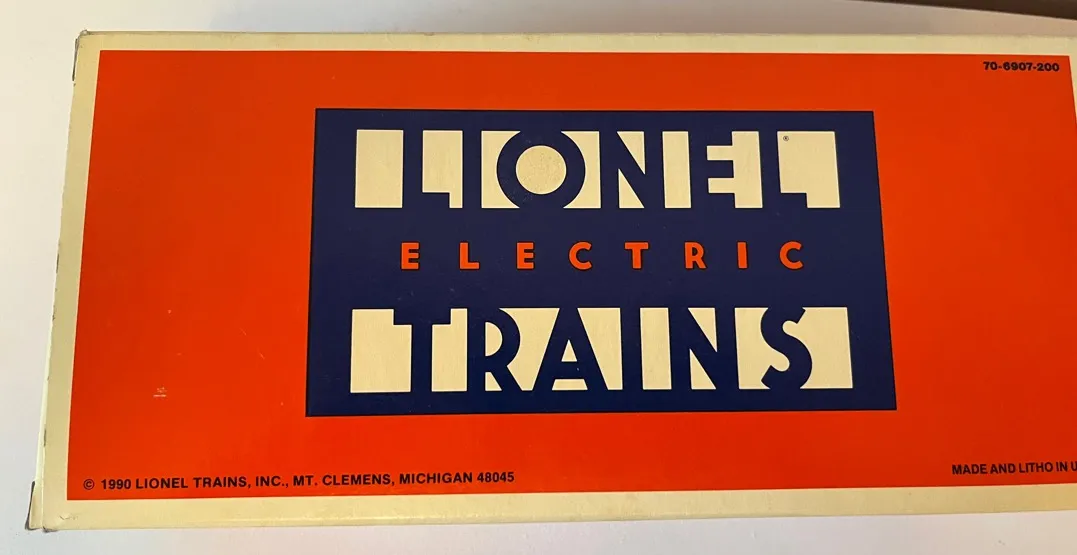 70-6907-200
LIONEL®
ELECTRIC
TRAINS
© 1990 LIONEL TRAINS, INC., MT. CLEMENS, MICHIGAN 48045
MADE AND LITHO IN